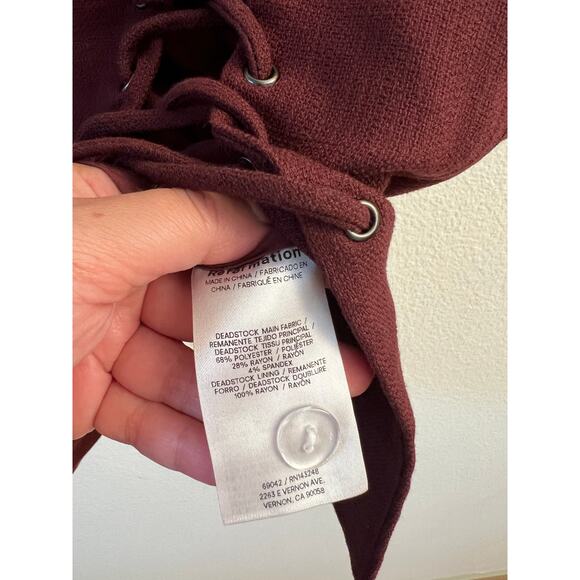 Reformation
MADE IN CHINA / FABRICADO EN
CHINA / FABRIQUÉ EN CHINE
DEADSTOCK MAIN FABRIC /
REMANENTE TEJIDO PRINCIPAL /
DEADSTOCK TISSU PRINCIPAL
68% POLYESTER / POLIÉSTER
28% RAYON / RAYÓN
4% SPANDEX
DEADSTOCK LINING / REMANENTE
FORRO / DEADSTOCK DOUBLURE
100% RAYON / RAYÓN
69042 / RN143248
2263 E VERNON AVE.
VERNON, CA 90058